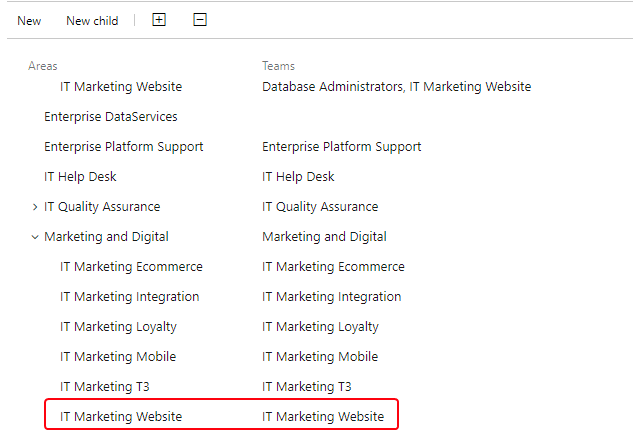 New New child
Areas Teams
IT Marketing Website Database Administrators, IT Marketing Website
Enterprise DataServices
Enterprise Platform Support Enterprise Platform Support
IT Help Desk IT Help Desk
IT Quality Assurance IT Quality Assurance
Marketing and Digital Marketing and Digital
IT Marketing Ecommerce IT Marketing Ecommerce
IT Marketing Integration IT Marketing Integration
IT Marketing Loyalty IT Marketing Loyalty
IT Marketing Mobile IT Marketing Mobile
IT Marketing T3 IT Marketing T3
IT Marketing Website IT Marketing Website